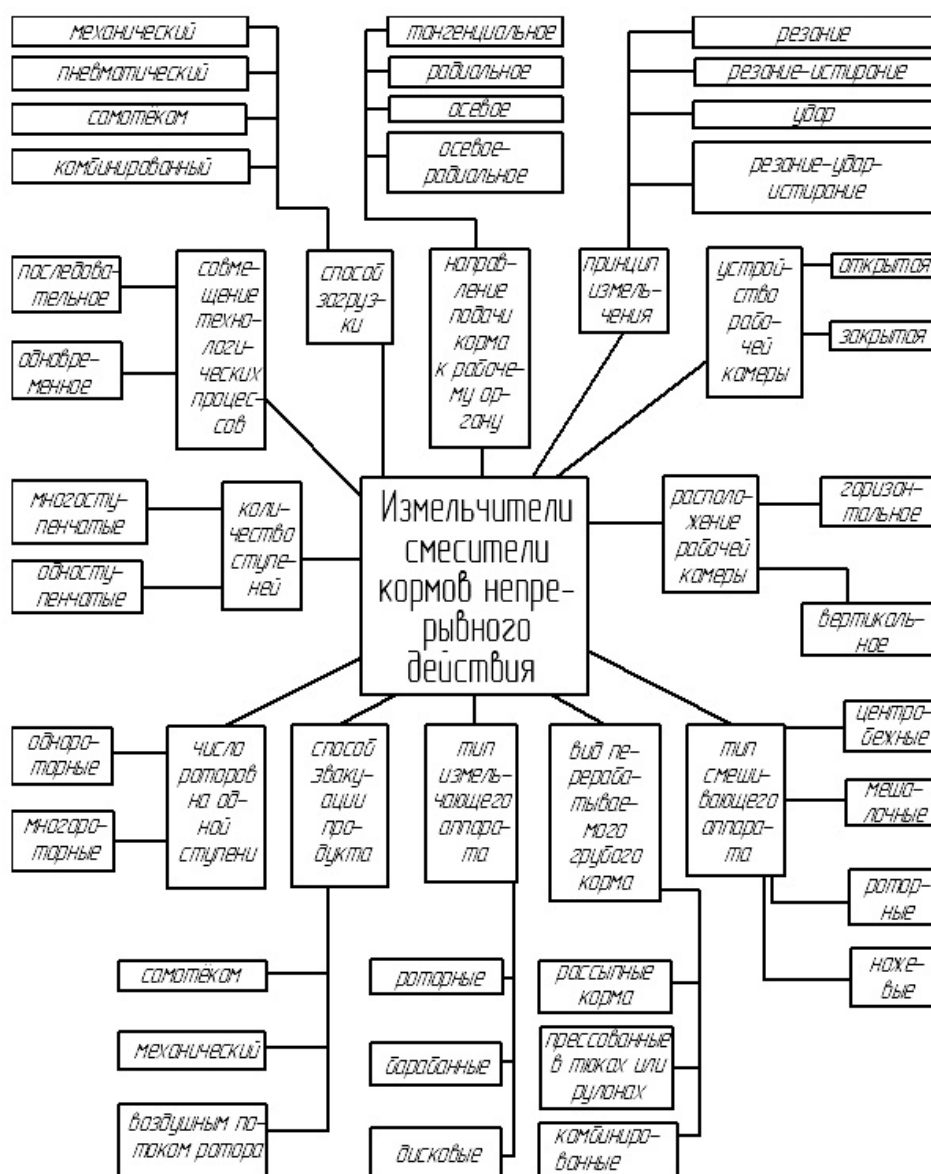 механический
пневматический
самотёком
комбинированный
тангенциальное
радиальное
осевое
осевое-
радиальное
резание
резание-истирание
удар
резание-удар-
истирание
последова-
тельное
одновре-
менное
совме-
щение
техно-
логи-
ческих
процес-
сов
способ
загруз-
ки
направ-
ление
подачи
корма
к рабоче-
му ор-
гану
принцип
измель-
чения
устрой-
ство
рабо-
чей
камеры
открытая
закрытая
многосту-
пенчатые
односту-
пенчатые
коли-
чество
ступе-
ней
Измельчители
смесители
кормов непре-
рывного
действия
располо-
жение
рабочей
камеры
горизон-
тальное
вертикаль-
ное
одноро-
торные
многоро-
торные
число
роторов
на од-
ной
ступени
способ
эваку-
ации
про-
дукта
тип
измель-
чающего
аппара-
та
вид пе-
рераба-
тывае-
мого
грубого
корма
тип
смеши-
вающего
аппара-
та
центро-
бежные
меша-
лочные
ротор-
ные
ноже-
вые
самотёком
механический
воздушным по-
током ротора
роторные
барабанные
дисковые
рассыпные
корма
прессованные
в тюках или
рулонах
комбиниро-
ванные